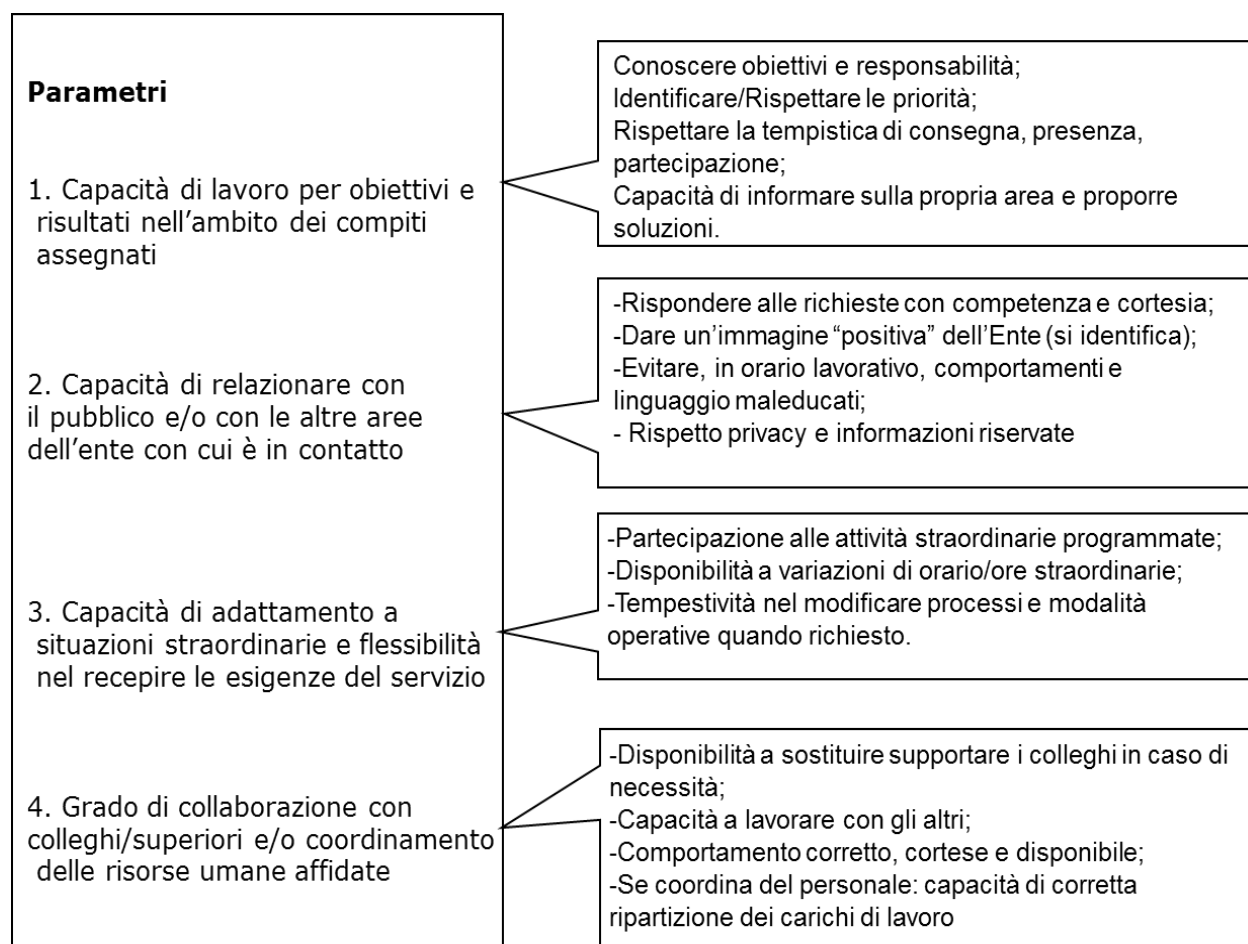 Parametri
1. Capacità di lavoro per obiettivi e
risultati nell’ambito dei compiti
assegnati
Conoscere obiettivi e responsabilità;
Identificare/Rispettare le priorità;
Rispettare la tempistica di consegna, presenza,
partecipazione;
Capacità di informare sulla propria area e proporre
soluzioni.
2. Capacità di relazionare con
il pubblico e/o con le altre aree
dell’ente con cui è in contatto
-Rispondere alle richieste con competenza e cortesia;
-Dare un’immagine “positiva” dell’Ente (si identifica);
-Evitare, in orario lavorativo, comportamenti e
linguaggio maleducati;
- Rispetto privacy e informazioni riservate
3. Capacità di adattamento a
situazioni straordinarie e flessibilità
nel recepire le esigenze del servizio
-Partecipazione alle attività straordinarie programmate;
-Disponibilità a variazioni di orario/ore straordinarie;
-Tempestività nel modificare processi e modalità
operative quando richiesto.
4. Grado di collaborazione con
colleghi/superiori e/o coordinamento
delle risorse umane affidate
-Disponibilità a sostituire supportare i colleghi in caso di
necessità;
-Capacità a lavorare con gli altri;
-Comportamento corretto, cortese e disponibile;
-Se coordina del personale: capacità di corretta
ripartizione dei carichi di lavoro